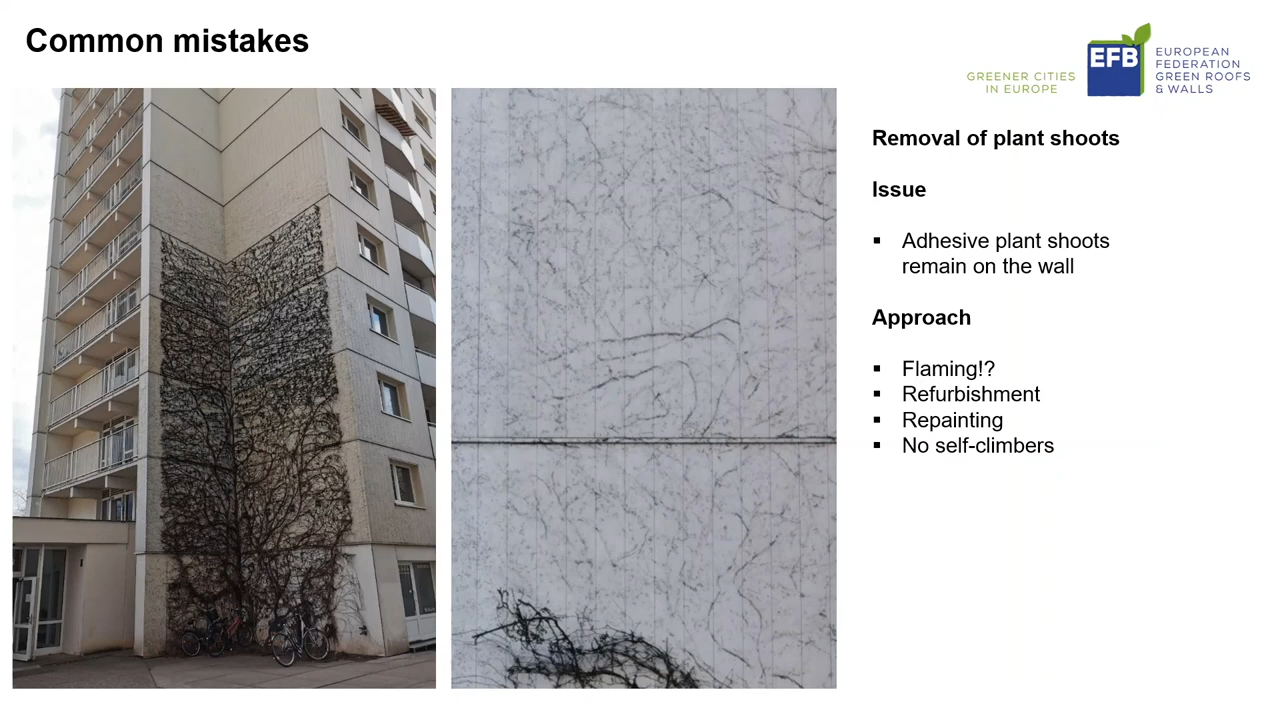 Common mistakes
GREENER CITIES
IN EUROPE
EFB
EUROPEAN
FEDERATION
GREEN ROOFS
& WALLS
Removal of plant shoots
Issue
▪ Adhesive plant shoots
remain on the wall
Approach
▪ Flaming!?
▪ Refurbishment
▪ Repainting
▪ No self-climbers